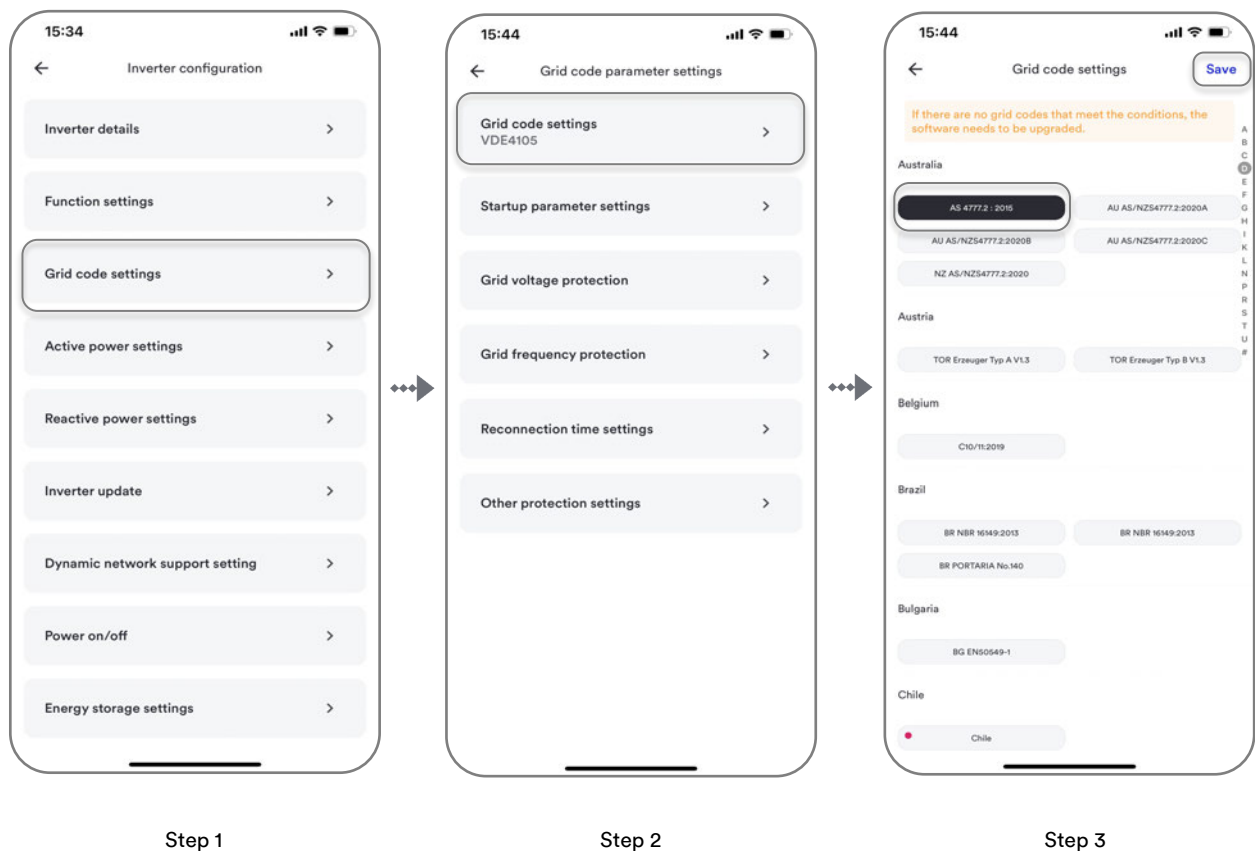 15:34
Inverter configuration
Inverter details
Function settings
Grid code settings
Active power settings
Reactive power settings
Inverter update
Dynamic network support setting
Power on/off
Energy storage settings
Step 1
15:44
Grid code parameter settings
Grid code settings
VDE4105
Startup parameter settings
Grid voltage protection
Grid frequency protection
Reconnection time settings
Other protection settings
Step 2
15:44
Grid code settings
Save
If there are no grid codes that meet the conditions, the
software needs to be upgraded.
Australia
AS 4777.2 : 2015
AU AS/NZS4777.2:2020A
AU AS/NZS4777.2:2020B
AU AS/NZS4777.2:2020C
NZ AS/NZS4777.2:2020
Austria
TOR Erzeuger Typ A V1.3
TOR Erzeuger Typ B V1.3
Belgium
C10/11:2019
Brazil
BR NBR 16149:2013
BR NBR 16149:2013
BR PORTARIA No.140
Bulgaria
BG EN50549-1
Chile
Chile
A
B
C
D
E
F
G
H
I
K
L
N
P
R
S
T
U
#
Step 3